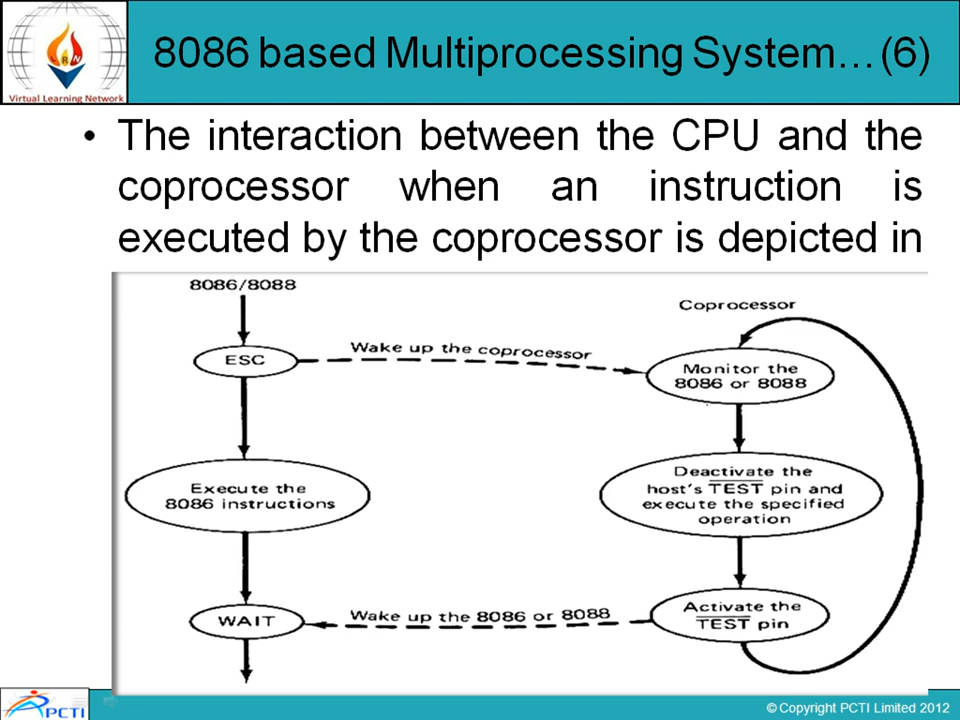 8086 based Multiprocessing System…(6)
Virtual Learning Network
• The interaction between the CPU and the
coprocessor when an instruction is
executed by the coprocessor is depicted in
8086/8088
Coprocessor
Wake up the coprocessor
ESC
Monitor the
8086 or 8088
Execute the
8086 instructions
Deactivate the
host's TEST pin and
execute the specified
operation
WAIT
Wake up the 8086 or 8088
Activate the
TEST pin
PCTI
© Copyright PCTI Limited 2012